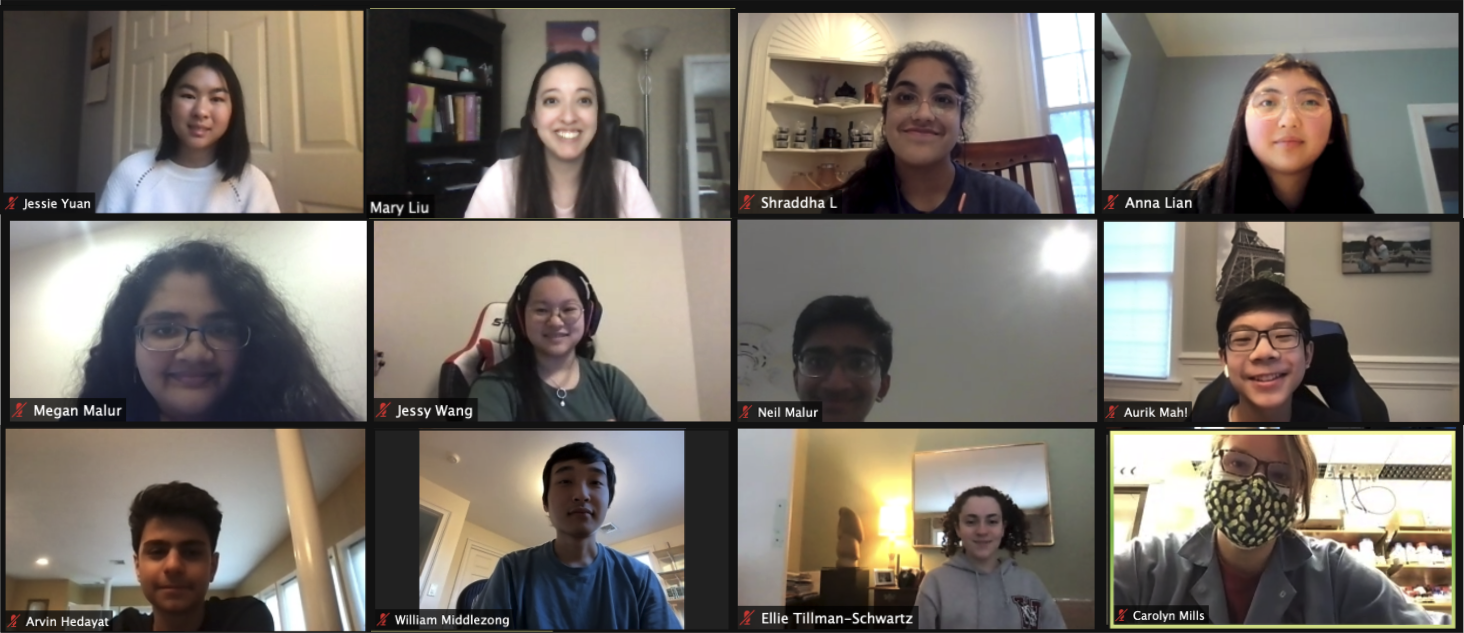 Jessie Yuan
Mary Liu
Shraddha L
Anna Lian
Megan Malur
Jessy Wang
Neil Malur
Aurik Mah!
Arvin Hedayat
William Middlezong
Ellie Tillman-Schwartz
Carolyn Mills